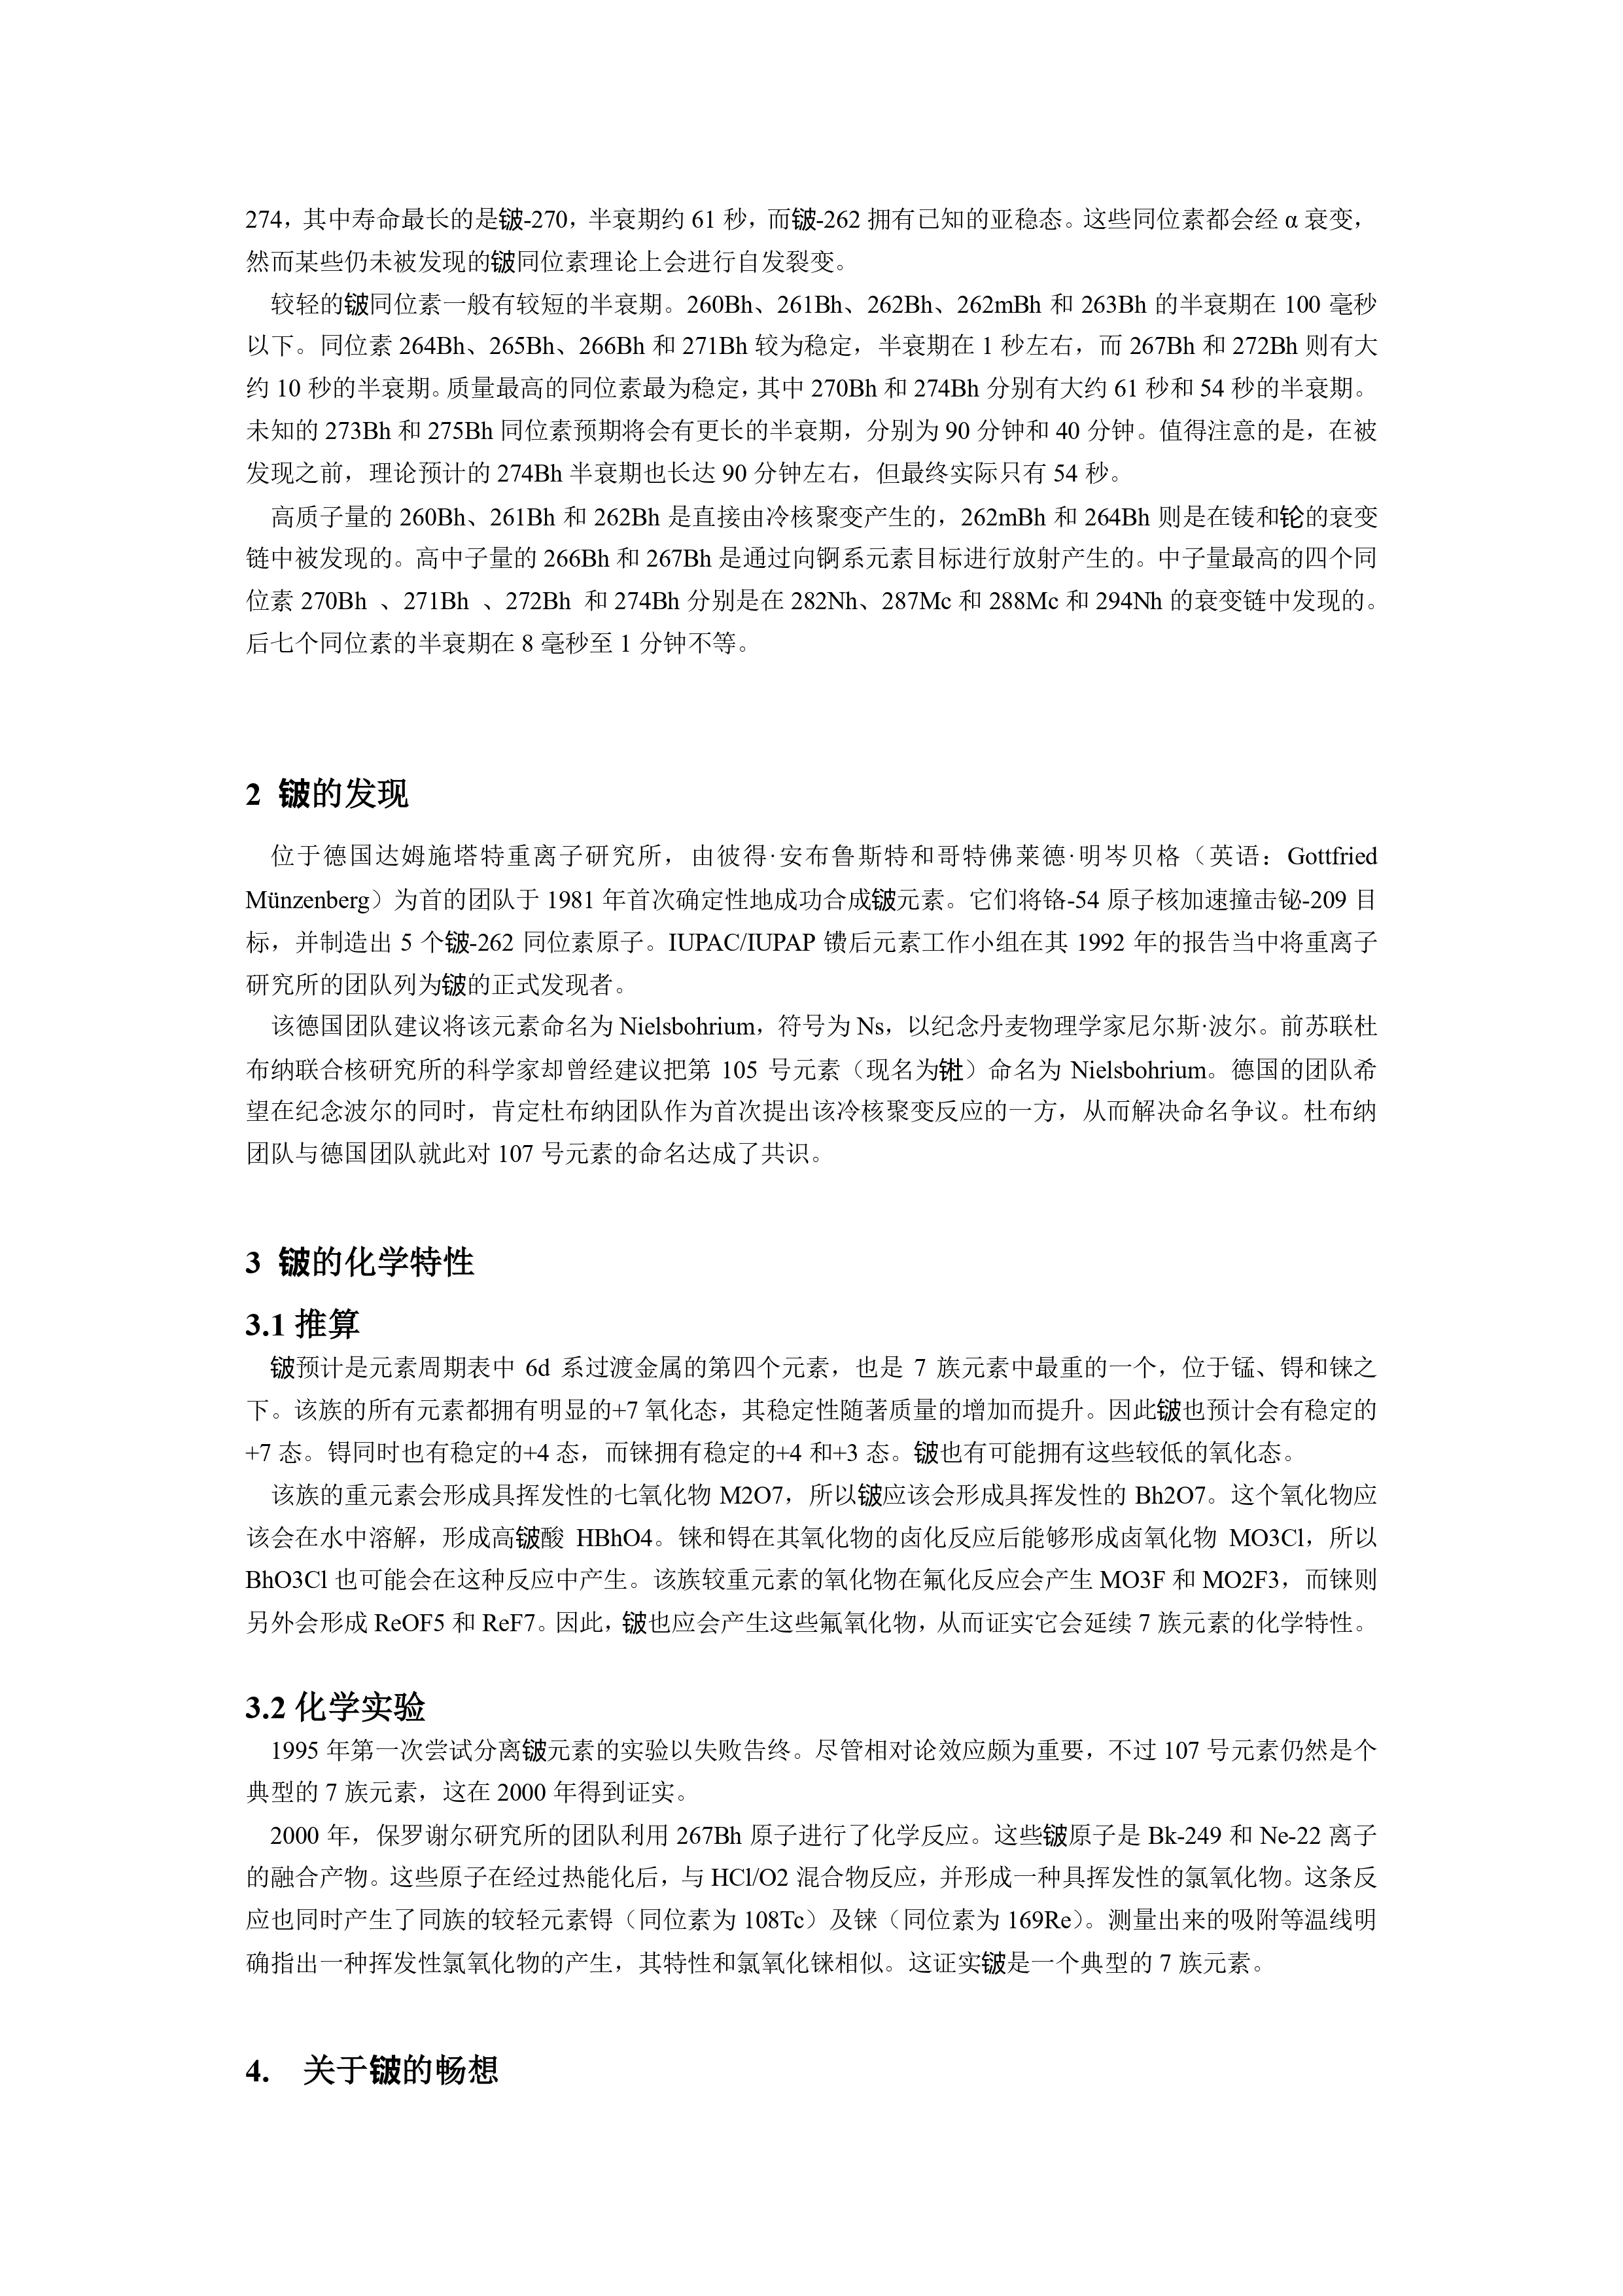 274，其中寿命最长的是𬭛-270，半衰期约 61 秒，而𬭛-262 拥有已知的亚稳态。这些同位素都会经 α 衰变，
然而某些仍未被发现的𬭛同位素理论上会进行自发裂变。
较轻的𬭛同位素一般有较短的半衰期。260Bh、261Bh、262Bh、262mBh 和 263Bh 的半衰期在 100 毫秒
以下。同位素 264Bh、265Bh、266Bh 和 271Bh 较为稳定，半衰期在 1 秒左右，而 267Bh 和 272Bh 则有大
约 10 秒的半衰期。质量最高的同位素最为稳定，其中 270Bh 和 274Bh 分别有大约 61 秒和 54 秒的半衰期。
未知的 273Bh 和 275Bh 同位素预期将会有更长的半衰期，分别为 90 分钟和 40 分钟。值得注意的是，在被
发现之前，理论预计的 274Bh 半衰期也长达 90 分钟左右，但最终实际只有 54 秒。
高质子量的 260Bh、261Bh 和 262Bh 是直接由冷核聚变产生的，262mBh 和 264Bh 则是在䥑和𬬭的衰变
链中被发现的。高中子量的 266Bh 和 267Bh 是通过向锕系元素目标进行放射产生的。中子量最高的四个同
位素 270Bh 、271Bh 、272Bh 和 274Bh 分别是在 282Nh、287Mc 和 288Mc 和 294Nh 的衰变链中发现的。
后七个同位素的半衰期在 8 毫秒至 1 分钟不等。
2 𬭛的发现
位于德国达姆施塔特重离子研究所，由彼得·安布鲁斯特和哥特佛莱德·明岑贝格（英语：Gottfried
Münzenberg）为首的团队于 1981 年首次确定性地成功合成𬭛元素。它们将铬-54 原子核加速撞击铋-209 目
标，并制造出 5 个𬭛-262 同位素原子。IUPAC/IUPAP 镄后元素工作小组在其 1992 年的报告当中将重离子
研究所的团队列为𬭛的正式发现者。
该德国团队建议将该元素命名为 Nielsbohrium，符号为 Ns，以纪念丹麦物理学家尼尔斯·波尔。前苏联杜
布纳联合核研究所的科学家却曾经建议把第 105 号元素（现名为𬭊）命名为 Nielsbohrium。德国的团队希
望在纪念波尔的同时，肯定杜布纳团队作为首次提出该冷核聚变反应的一方，从而解决命名争议。杜布纳
团队与德国团队就此对 107 号元素的命名达成了共识。
3 𬭛的化学特性
3.1 推算
𬭛预计是元素周期表中 6d 系过渡金属的第四个元素，也是 7 族元素中最重的一个，位于锰、锝和铼之
下。该族的所有元素都拥有明显的+7 氧化态，其稳定性随著质量的增加而提升。因此𬭛也预计会有稳定的
+7 态。锝同时也有稳定的+4 态，而铼拥有稳定的+4 和+3 态。𬭛也有可能拥有这些较低的氧化态。
该族的重元素会形成具挥发性的七氧化物 M2O7，所以𬭛应该会形成具挥发性的 Bh2O7。这个氧化物应
该会在水中溶解，形成高𬭛酸 HBhO4。铼和锝在其氧化物的卤化反应后能够形成卤氧化物 MO3Cl，所以
BhO3Cl 也可能会在这种反应中产生。该族较重元素的氧化物在氟化反应会产生 MO3F 和 MO2F3，而铼则
另外会形成 ReOF5 和 ReF7。因此，𬭛也应会产生这些氟氧化物，从而证实它会延续 7 族元素的化学特性。
3.2 化学实验
1995 年第一次尝试分离𬭛元素的实验以失败告终。尽管相对论效应颇为重要，不过 107 号元素仍然是个
典型的 7 族元素，这在 2000 年得到证实。
2000 年，保罗谢尔研究所的团队利用 267Bh 原子进行了化学反应。这些𬭛原子是 Bk-249 和 Ne-22 离子
的融合产物。这些原子在经过热能化后，与 HCl/O2 混合物反应，并形成一种具挥发性的氯氧化物。这条反
应也同时产生了同族的较轻元素锝（同位素为 108Tc）及铼（同位素为 169Re）。测量出来的吸附等温线明
确指出一种挥发性氯氧化物的产生，其特性和氯氧化铼相似。这证实𬭛是一个典型的 7 族元素。
4. 关于𬭛的畅想